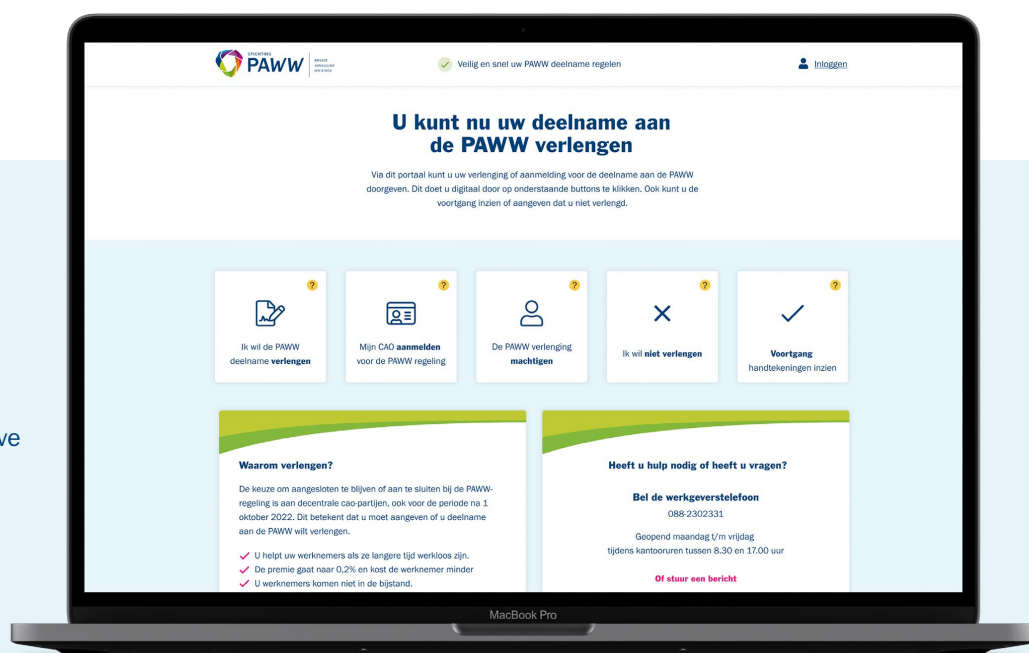 STICHTING
PAWW
PRIVATE
AANVULLING
WW & WGA
Veilig en snel uw PAWW deelname regelen
Inloggen
U kunt nu uw deelname aan
de PAWW verlengen
Via dit portaal kunt u uw verlenging of aanmelding voor de deelname aan de PAWW
doorgeven. Dit doet u digitaal door op onderstaande buttons te klikken. Ook kunt u de
voortgang inzien of aangeven dat u niet verlengd.
?
?
?
?
?
Ik wil de PAWW
deelname verlengen
Mijn CAO aanmelden
voor de PAWW regeling
De PAWW verlenging
machtigen
Ik wil niet verlengen
Voortgang
handtekeningen inzien
ve
Waarom verlengen?
De keuze om aangesloten te blijven of aan te sluiten bij de PAWW-
regeling is aan decentrale cao-partijen, ook voor de periode na 1
oktober 2022. Dit betekent dat u moet aangeven of u deelname
aan de PAWW wilt verlengen.
U helpt uw werknemers als ze langere tijd werkloos zijn.
De premie gaat naar 0,2% en kost de werknemer minder
U werknemers komen niet in de bijstand.
Heeft u hulp nodig of heeft u vragen?
Bel de werkgeverstelefoon
088-2302331
Geopend maandag t/m vrijdag
tijdens kantooruren tussen 8.30 en 17.00 uur
Of stuur een bericht
MacBook Pro